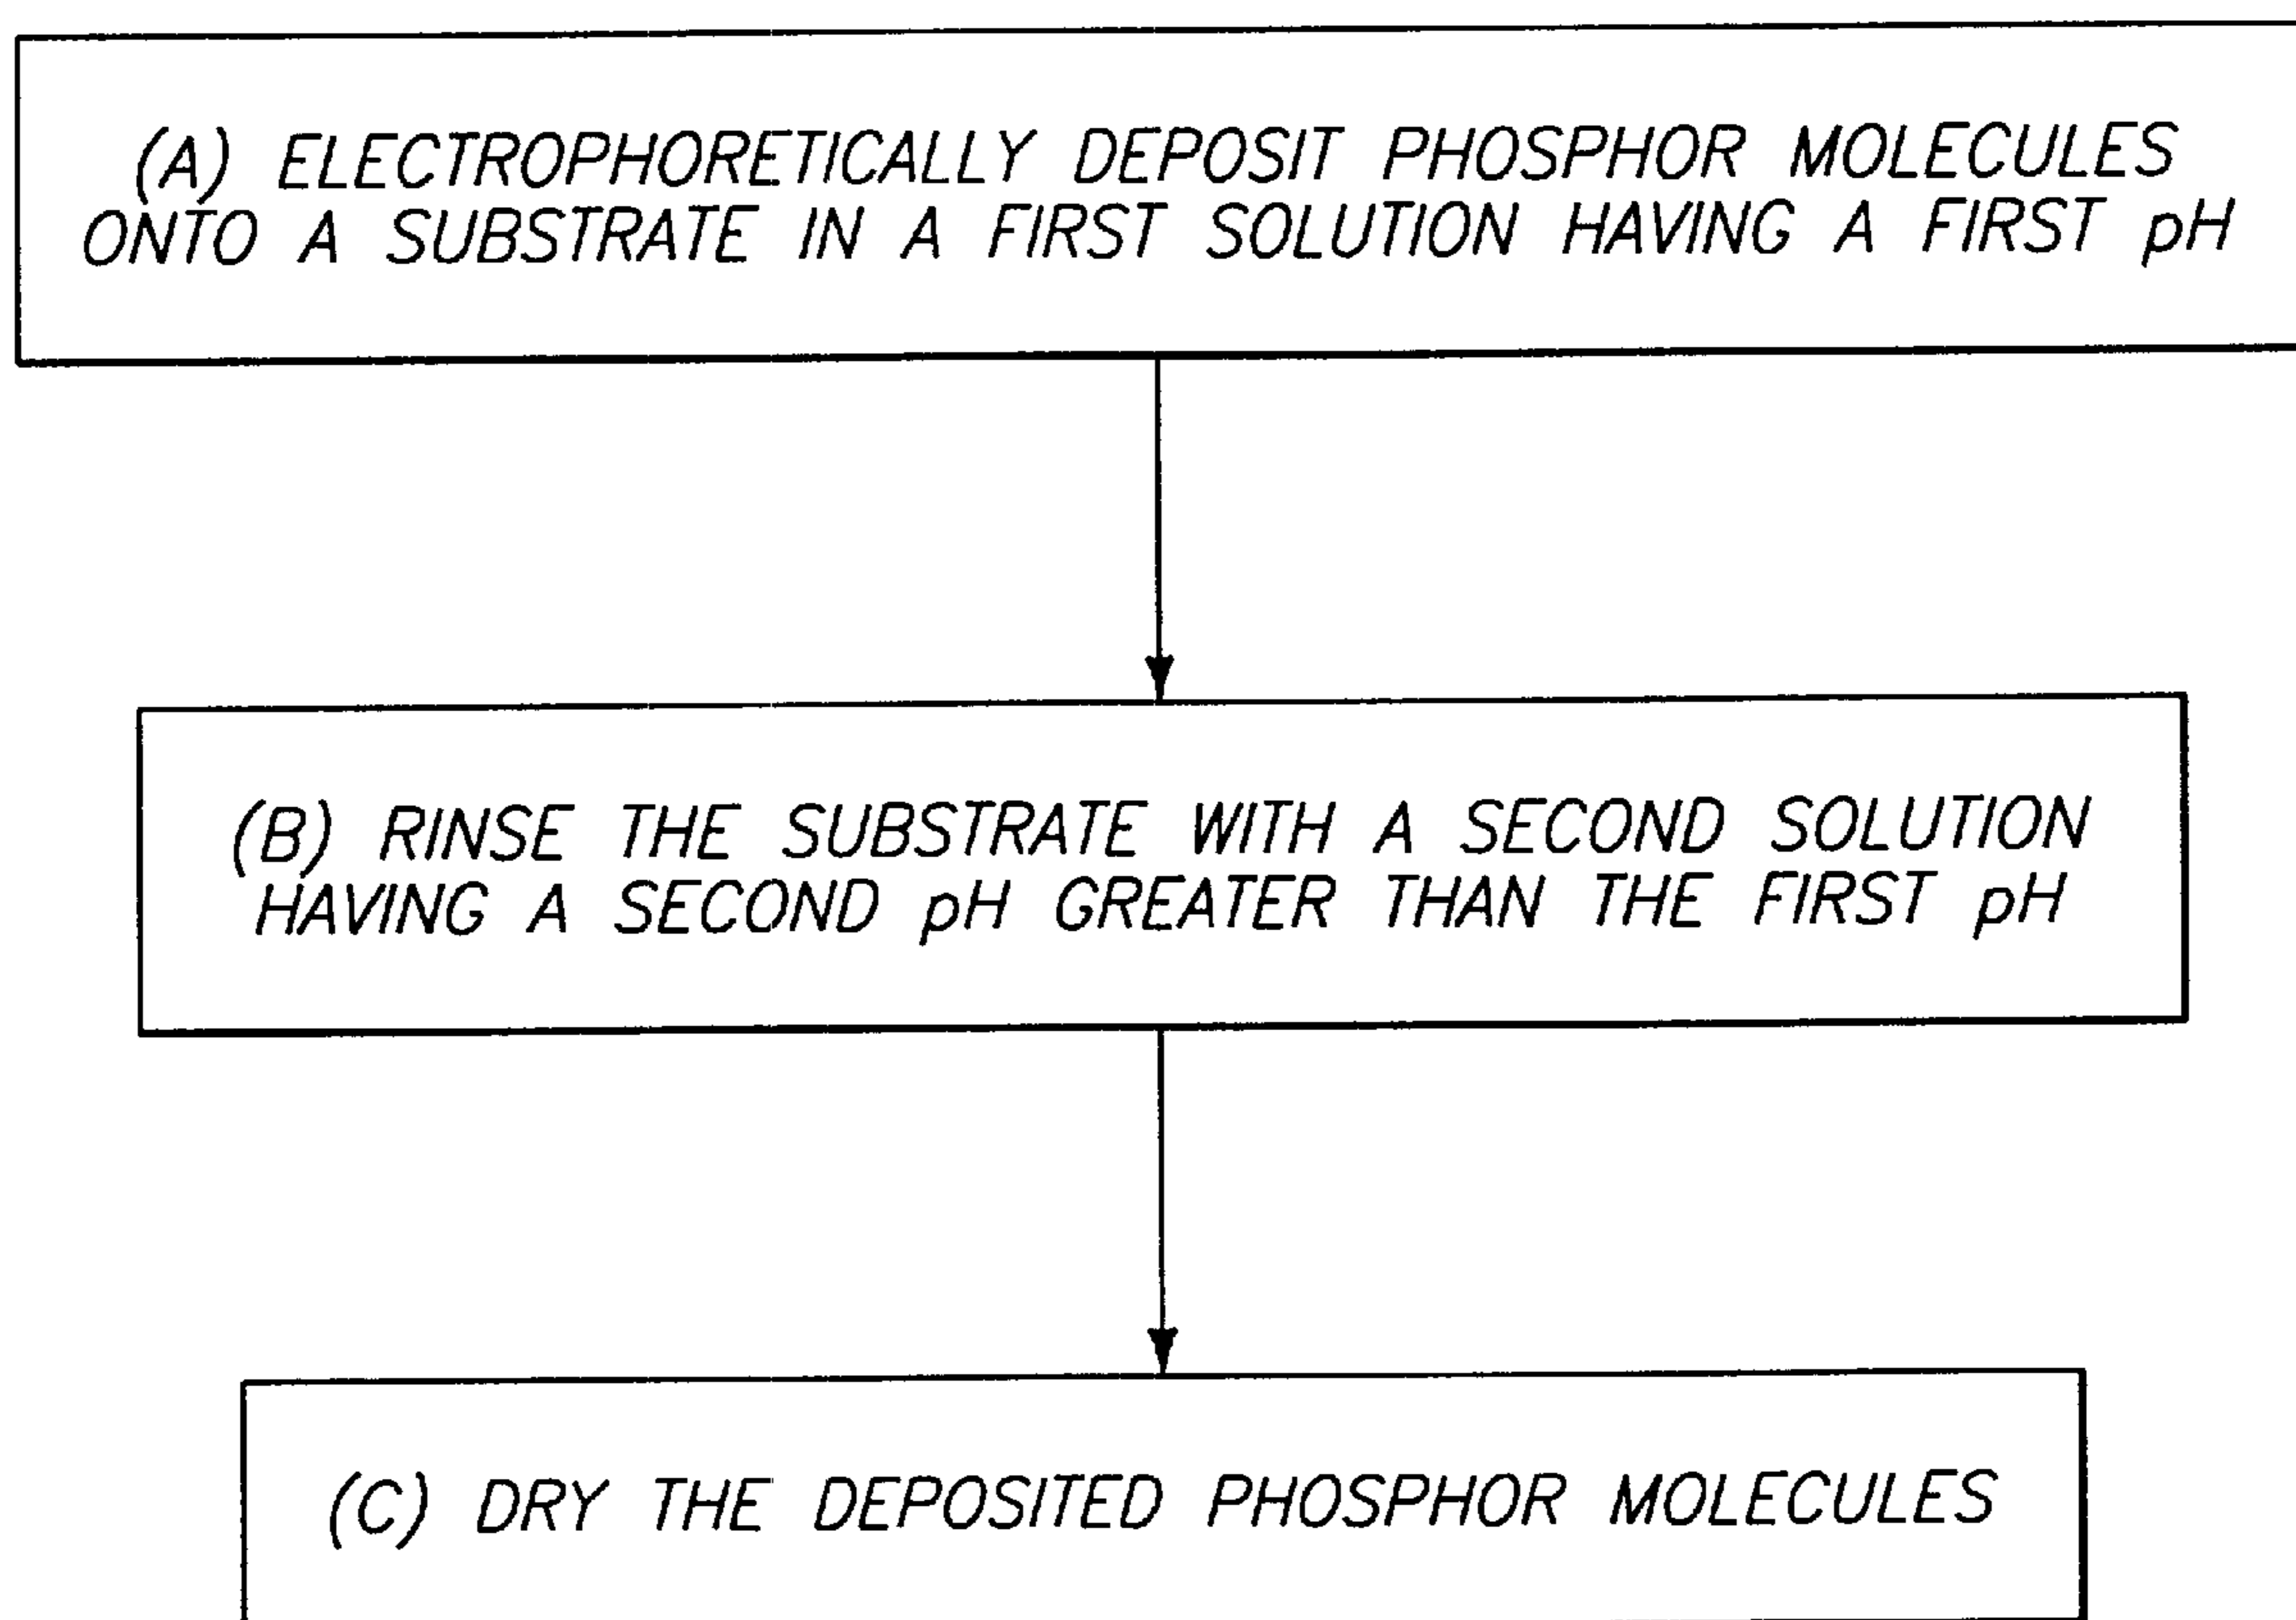 (A) ELECTROPHORETICALLY DEPOSIT PHOSPHOR MOLECULES
ONTO A SUBSTRATE IN A FIRST SOLUTION HAVING A FIRST pH
(B) RINSE THE SUBSTRATE WITH A SECOND SOLUTION
HAVING A SECOND pH GREATER THAN THE FIRST pH
(C) DRY THE DEPOSITED PHOSPHOR MOLECULES